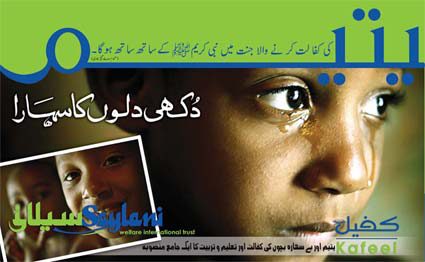 یتیم
کی کفالت کرنے والا جنت میں نبی کریم ﷺ کے ساتھ ساتھ ہوگا۔
دُکھی دلوں کا سہارا
سیلانی Saylani
welfare international trust
کفیل
Kafeel
یتیم اور بے سہارہ بچوں کی کفالت اور تعلیم و تربیت کا ایک جامع منصوبہ